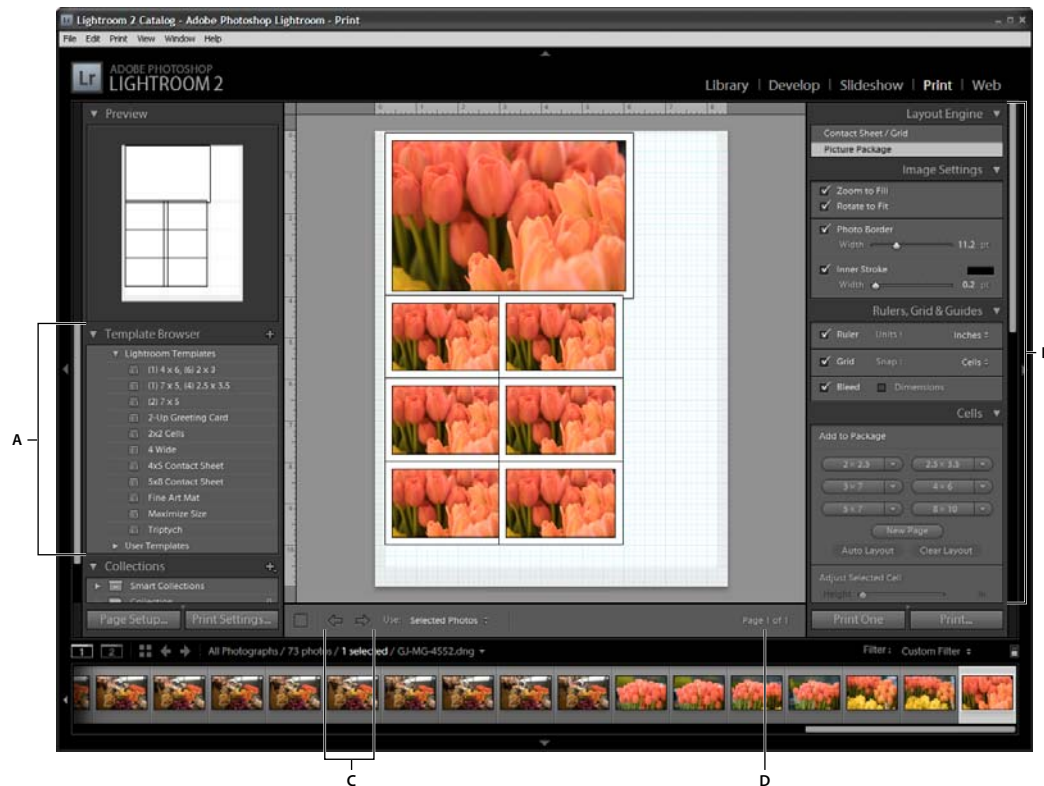 Lightroom 2 Catalog - Adobe Photoshop Lightroom - Print
File Edit Print View Window Help
Lr ADOBE PHOTOSHOP
LIGHTROOM 2
Library | Develop | Slideshow | Print | Web
Preview
Template Browser +
Lightroom Templates
(1) 4 x 6, (6) 2 x 3
(1) 7 x 5, (4) 2.5 x 3.5
(2) 7 x 5
2-Up Greeting Card
2x2 Cells
4 Wide
4x5 Contact Sheet
5x8 Contact Sheet
Fine Art Mat
Maximize Size
Triptych
User Templates
Collections +
Smart Collections
Collection
Page Setup... Print Settings...
Use: Selected Photos
Page 1 of 1
Layout Engine
Contact Sheet / Grid
Picture Package
Image Settings
Zoom to Fill
Rotate to Fit
Photo Border
Width 11.2 pt
Inner Stroke
Width 0.2 pt
Rulers, Grid & Guides
Ruler Units: Inches
Grid Snap: Cells
Bleed Dimensions
Cells
Add to Package
2 × 2.5 2.5 × 3.5
5 × 7 4 × 6
5 × 7 8 × 10
New Page
Auto Layout Clear Layout
Adjust Selected Cell
Height in
Print One Print...
1 2 All Photographs / 73 photos / 1 selected / GJ-MG-4552.dng
Filter: Custom Filter
A
C
D